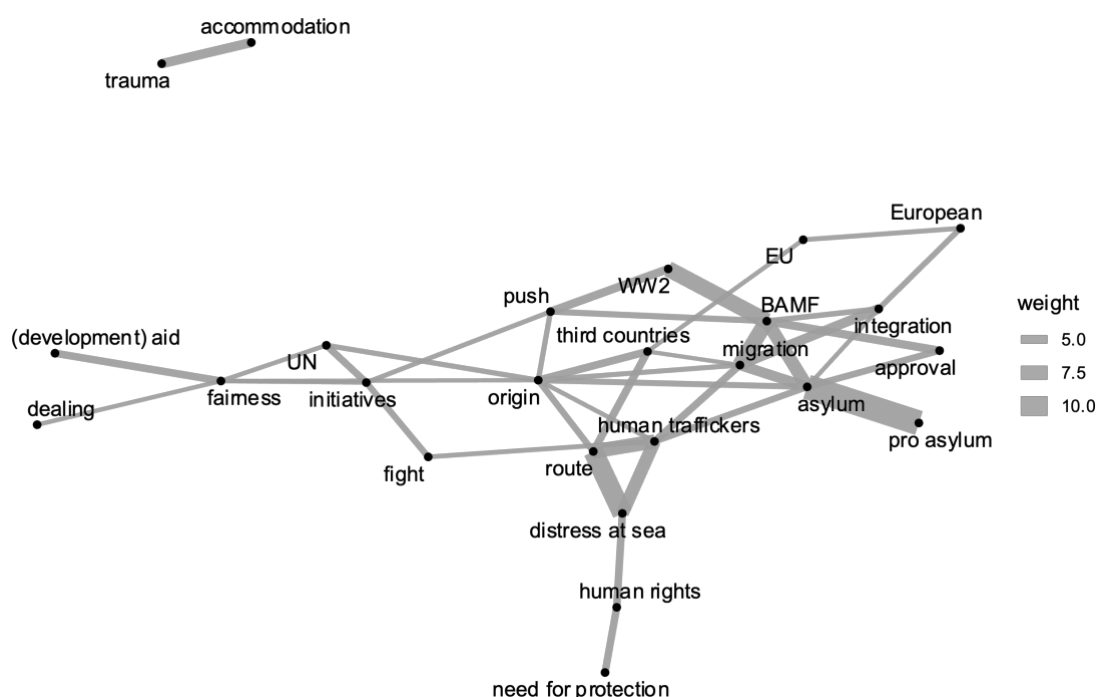 accommodation
trauma
European
EU
WW2
push
BAMF
weight
third countries
integration
5.0
(development) aid
UN
migration
approval
7.5
fairness
initiatives
origin
asylum
10.0
dealing
human traffickers
pro asylum
fight
route
distress at sea
human rights
need for protection